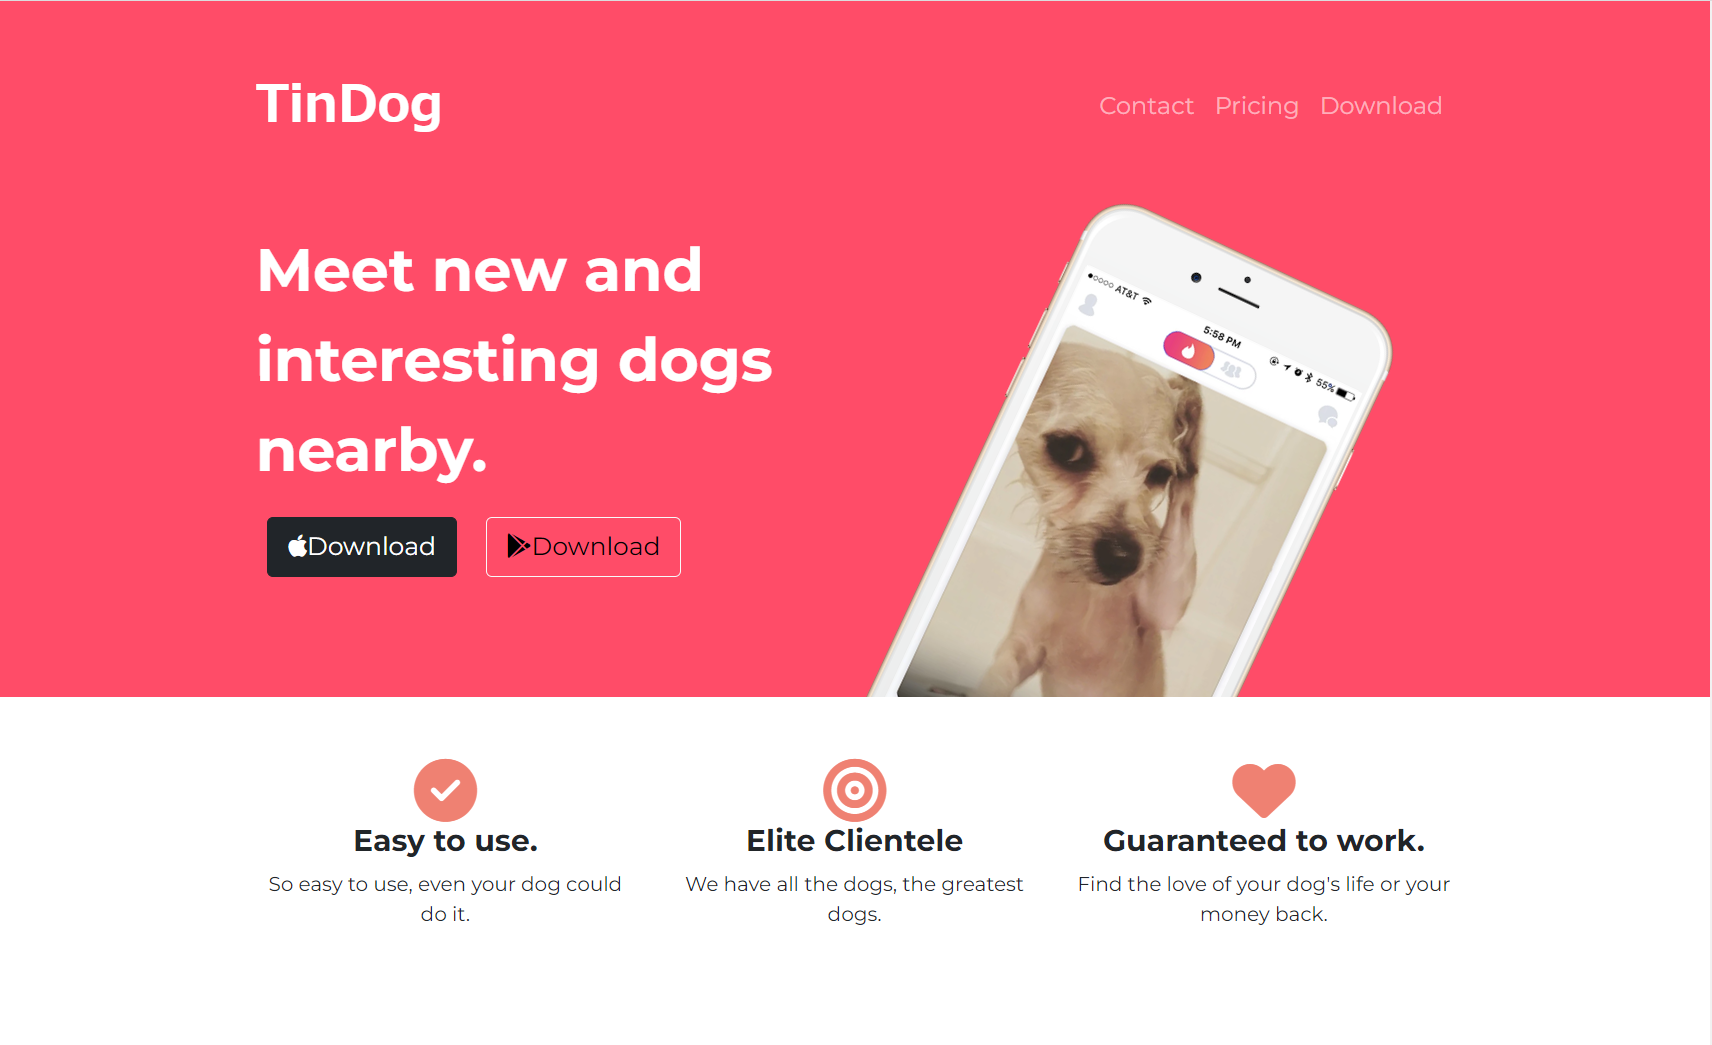 TinDog
Contact Pricing Download
Meet new and
interesting dogs
nearby.
AT&T
5:58 PM
55%
Download Download
Easy to use.
So easy to use, even your dog could
do it.
Elite Clientele
We have all the dogs, the greatest
dogs.
Guaranteed to work.
Find the love of your dog's life or your
money back.